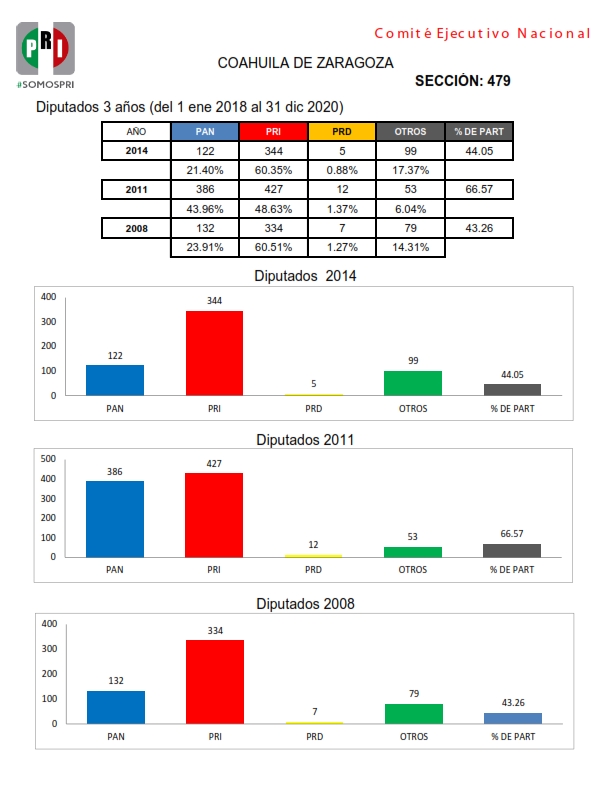 Comité Ejecutivo Nacional
PRI
#SOMOSPRI
COAHUILA DE ZARAGOZA
SECCIÓN: 479
Diputados 3 años (del 1 ene 2018 al 31 dic 2020)
AÑO PAN PRI PRD OTROS % DE PART
2014 122 344 5 99 44.05
21.40% 60.35% 0.88% 17.37%
2011 386 427 12 53 66.57
43.96% 48.63% 1.37% 6.04%
2008 132 334 7 79 43.26
23.91% 60.51% 1.27% 14.31%
Diputados 2014
400
300
200
100
0
122 344 5 99 44.05
PAN PRI PRD OTROS % DE PART
Diputados 2011
500
400
300
200
100
0
386 427 12 53 66.57
PAN PRI PRD OTROS % DE PART
Diputados 2008
400
300
200
100
0
132 334 7 79 43.26
PAN PRI PRD OTROS % DE PART